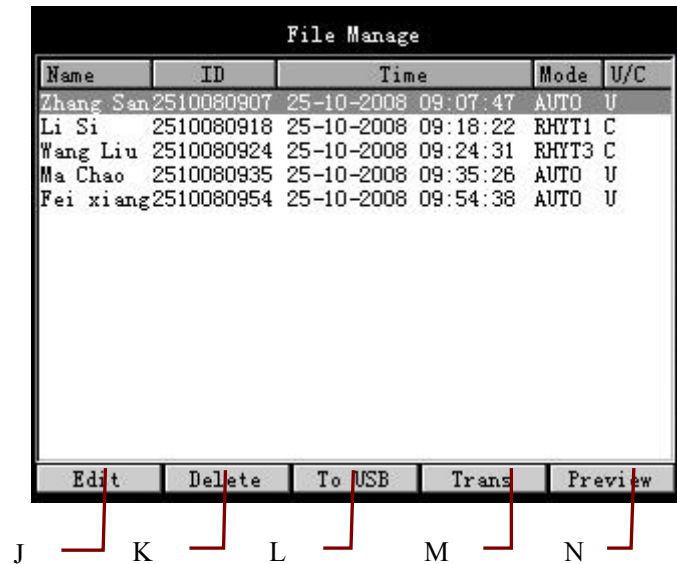 File Manage
Name ID Time Mode U/C
Zhang San 2510080907 25-10-2008 09:07:47 AUTO U
Li Si 2510080918 25-10-2008 09:18:22 RHYT1 C
Wang Liu 2510080924 25-10-2008 09:24:31 RHYT3 C
Ma Chao 2510080935 25-10-2008 09:35:26 AUTO U
Fei xiang 2510080954 25-10-2008 09:54:38 AUTO U
Edit Delete To USB Trans Preview
J K L M N